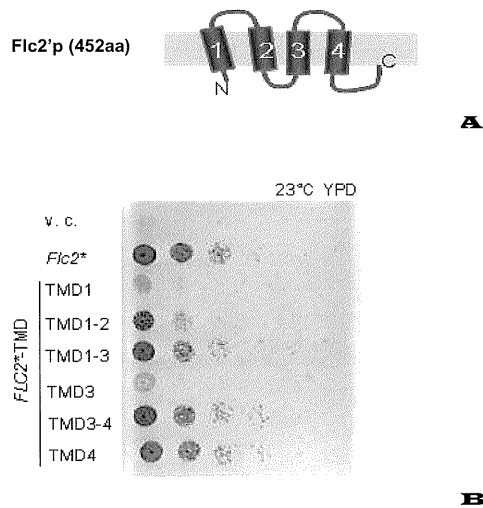 Flc2'p (452aa)
1 2 3 4
N
C
A
23°C YPD
v. c.
Flc2*
FLC2*-TMD
TMD1
TMD1-2
TMD1-3
TMD3
TMD3-4
TMD4
B